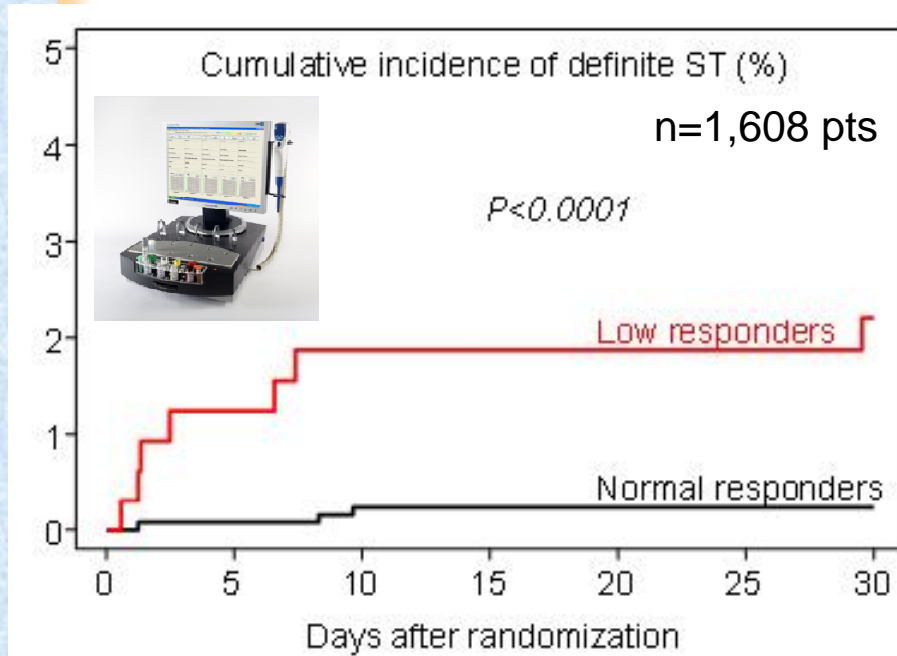 Cumulative incidence of definite ST (%)
n=1,608 pts
P<0.0001
5
4
3
2
1
0
Low responders
Normal responders
0 5 10 15 20 25 30
Days after randomization